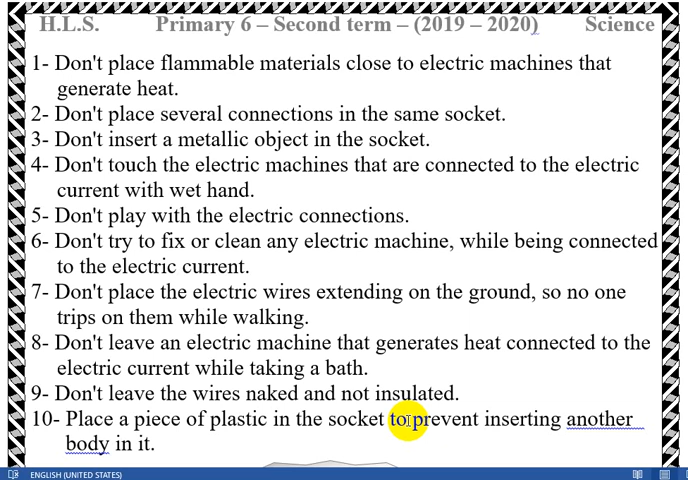 H.L.S. Primary 6 – Second term – (2019 – 2020) Science
1- Don't place flammable materials close to electric machines that
generate heat.
2- Don't place several connections in the same socket.
3- Don't insert a metallic object in the socket.
4- Don't touch the electric machines that are connected to the electric
current with wet hand.
5- Don't play with the electric connections.
6- Don't try to fix or clean any electric machine, while being connected
to the electric current.
7- Don't place the electric wires extending on the ground, so no one
trips on them while walking.
8- Don't leave an electric machine that generates heat connected to the
electric current while taking a bath.
9- Don't leave the wires naked and not insulated.
10- Place a piece of plastic in the socket to prevent inserting another
body in it.
ENGLISH (UNITED STATES)